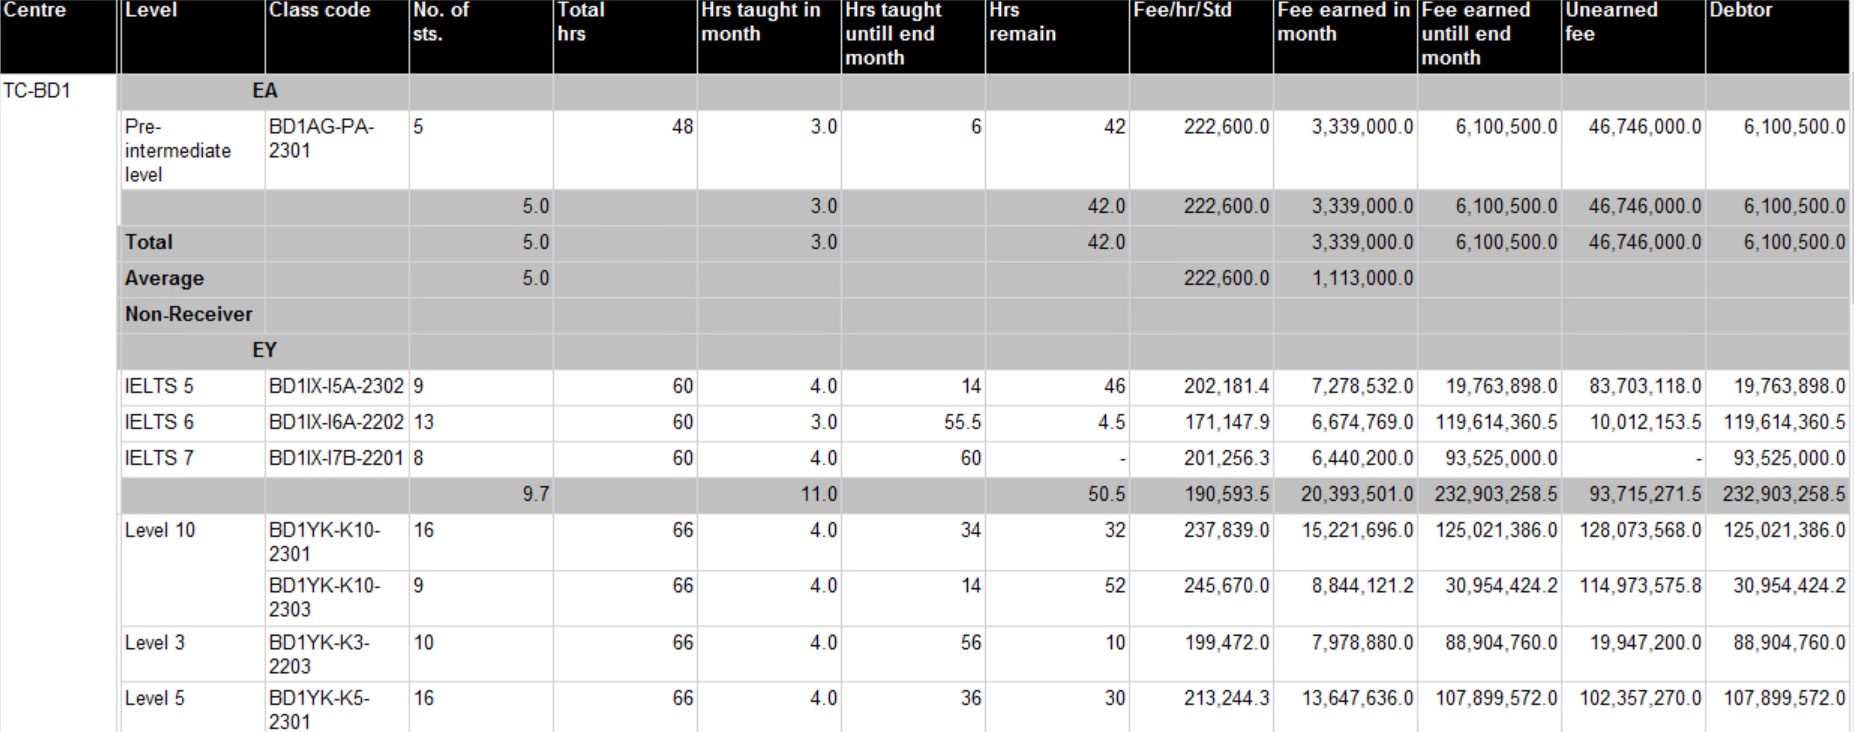 Centre Level Class code No. of sts. Total hrs Hrs taught in month Hrs taught untill end month Hrs remain Fee/hr/Std Fee earned in month Fee earned untill end month Unearned fee Debtor
TC-BD1 EA
Pre-intermediate level BD1AG-PA-2301 5 48 3.0 6 42 222,600.0 3,339,000.0 6,100,500.0 46,746,000.0 6,100,500.0
5.0 3.0 42.0 222,600.0 3,339,000.0 6,100,500.0 46,746,000.0 6,100,500.0
Total 5.0 3.0 42.0 3,339,000.0 6,100,500.0 46,746,000.0 6,100,500.0
Average 5.0 222,600.0 1,113,000.0
Non-Receiver
EY
IELTS 5 BD1IX-I5A-2302 9 60 4.0 14 46 202,181.4 7,278,532.0 19,763,898.0 83,703,118.0 19,763,898.0
IELTS 6 BD1IX-I6A-2202 13 60 3.0 55.5 4.5 171,147.9 6,674,769.0 119,614,360.5 10,012,153.5 119,614,360.5
IELTS 7 BD1IX-I7B-2201 8 60 4.0 60 - 201,256.3 6,440,200.0 93,525,000.0 - 93,525,000.0
9.7 11.0 50.5 190,593.5 20,393,501.0 232,903,258.5 93,715,271.5 232,903,258.5
Level 10 BD1YK-K10-2301 16 66 4.0 34 32 237,839.0 15,221,696.0 125,021,386.0 128,073,568.0 125,021,386.0
BD1YK-K10-2303 9 66 4.0 14 52 245,670.0 8,844,121.2 30,954,424.2 114,973,575.8 30,954,424.2
Level 3 BD1YK-K3-2203 10 66 4.0 56 10 199,472.0 7,978,880.0 88,904,760.0 19,947,200.0 88,904,760.0
Level 5 BD1YK-K5-2301 16 66 4.0 36 30 213,244.3 13,647,636.0 107,899,572.0 102,357,270.0 107,899,572.0